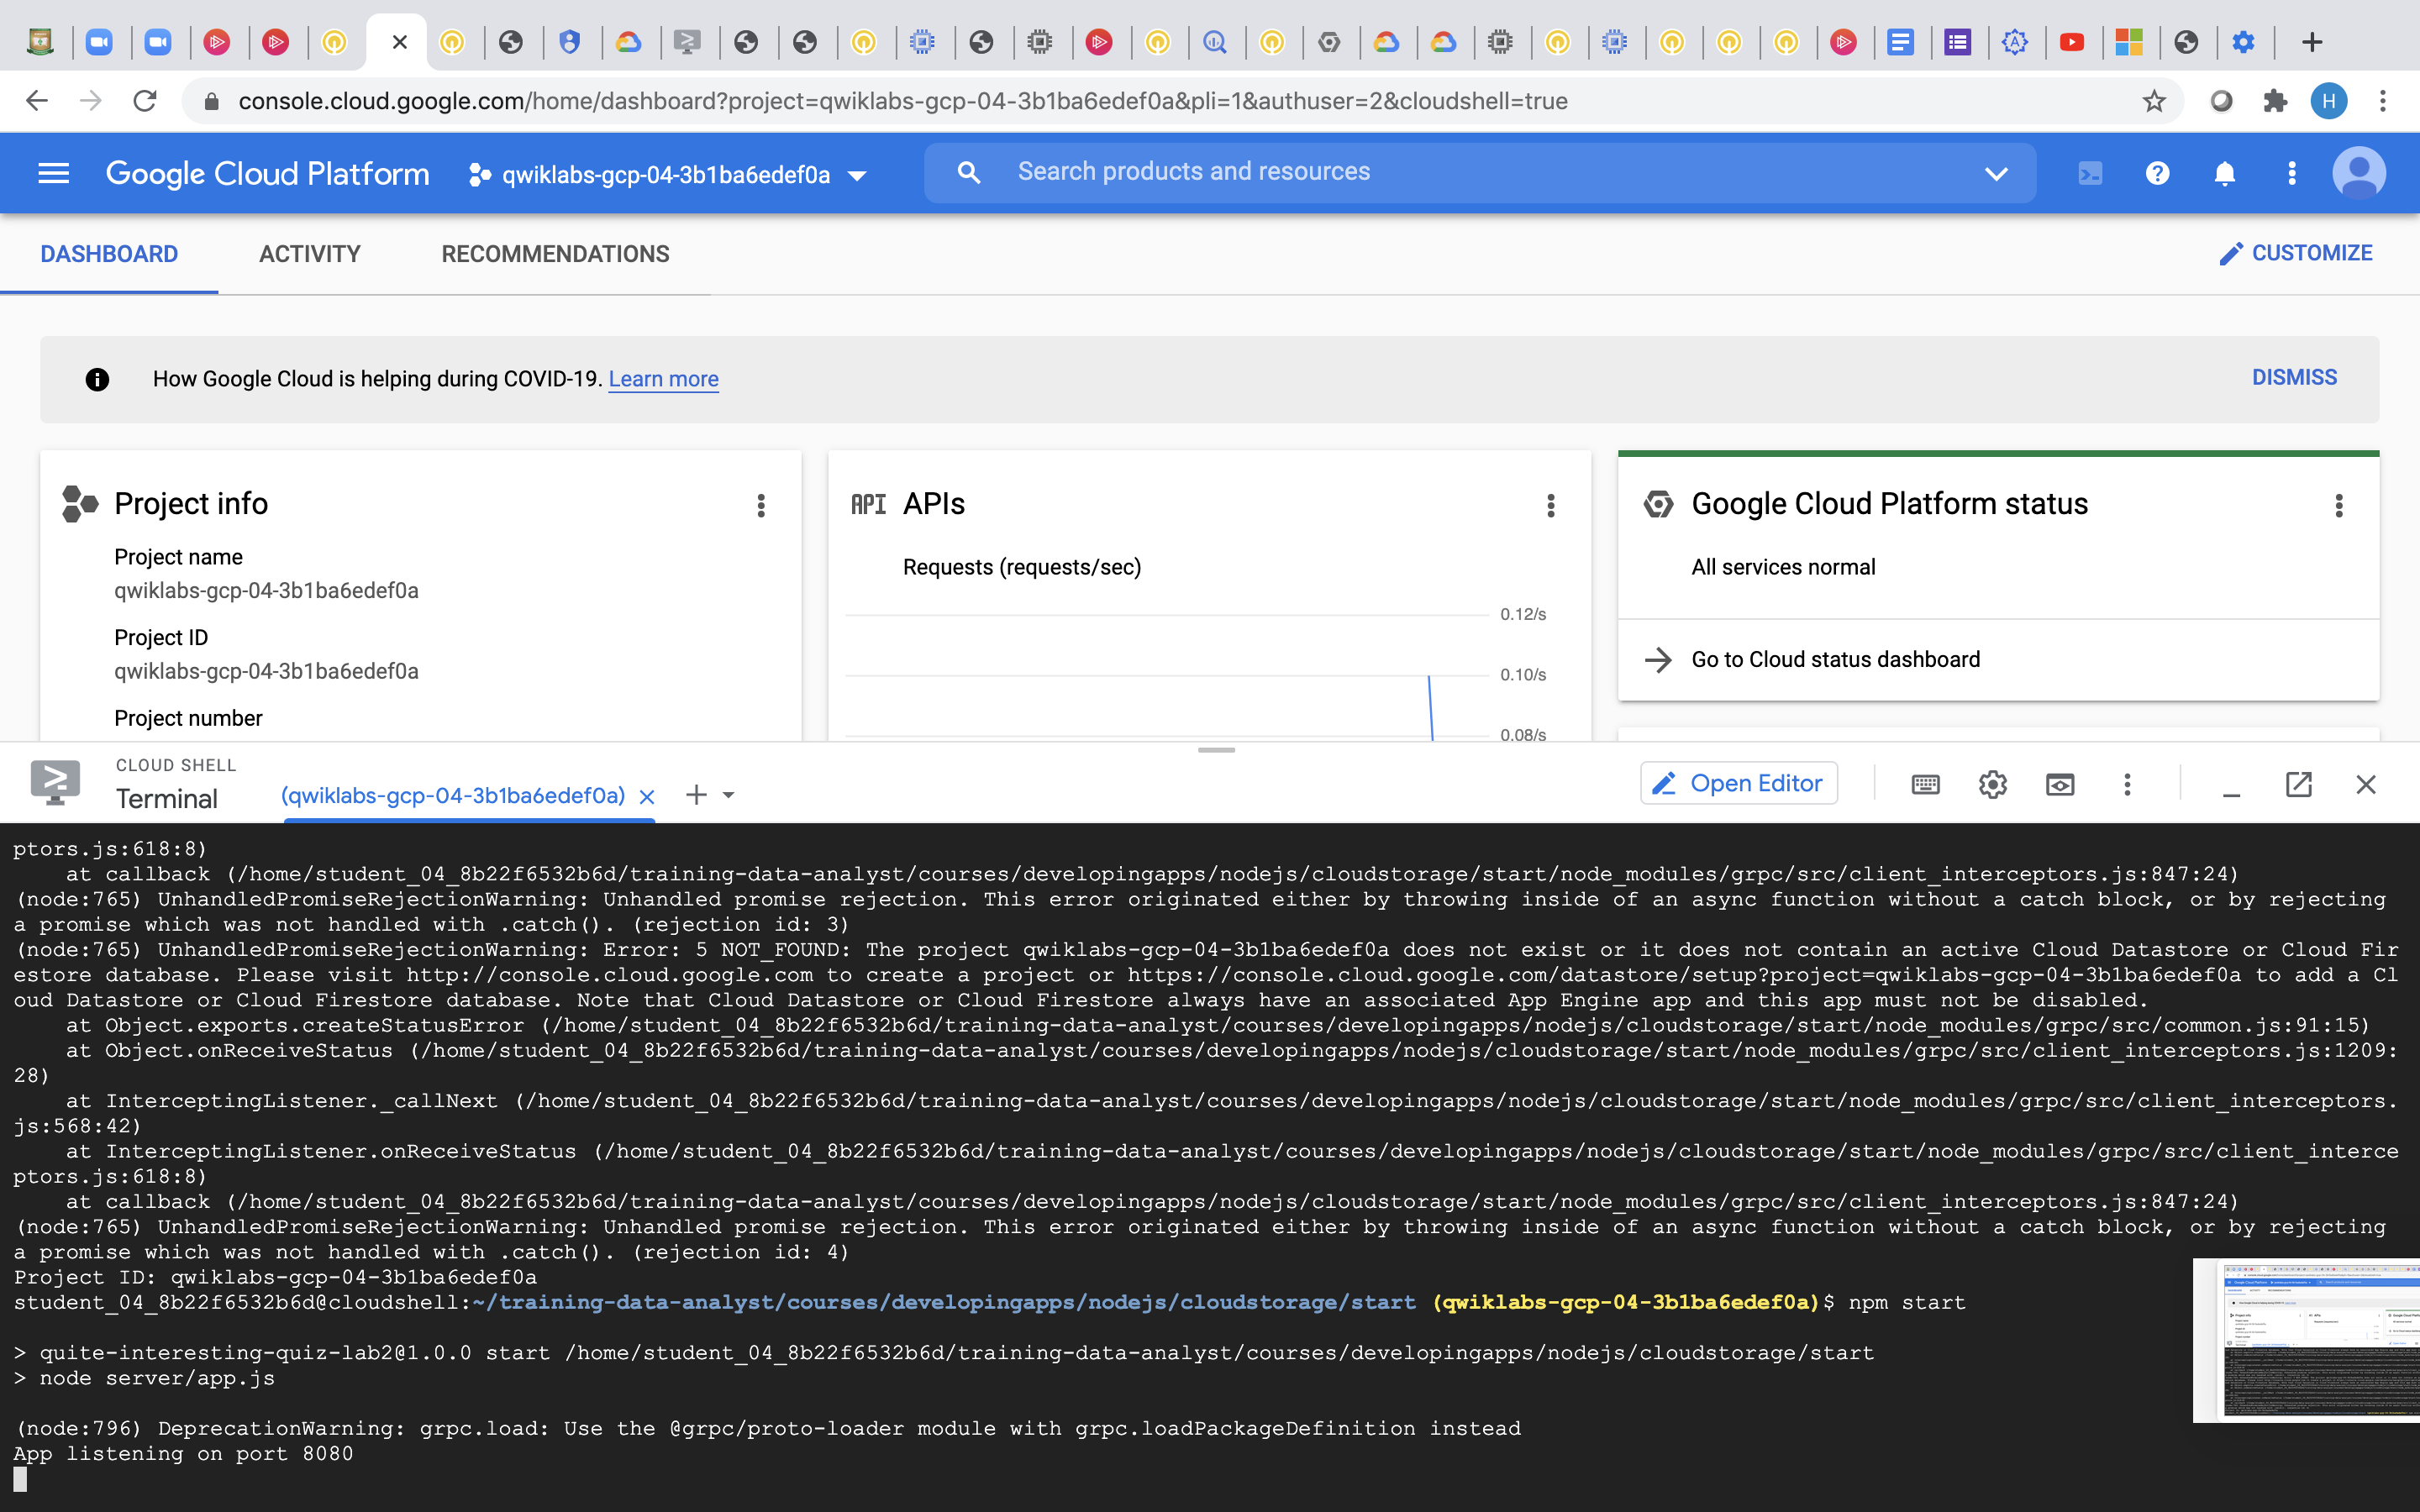 console.cloud.google.com/home/dashboard?project=qwiklabs-gcp-04-3b1ba6edef0a&pli=1&authuser=2&cloudshell=true
H
Google Cloud Platform
qwiklabs-gcp-04-3b1ba6edef0a
Search products and resources
DASHBOARD
ACTIVITY
RECOMMENDATIONS
CUSTOMIZE
How Google Cloud is helping during COVID-19. Learn more
DISMISS
Project info
Project name
qwiklabs-gcp-04-3b1ba6edef0a
Project ID
qwiklabs-gcp-04-3b1ba6edef0a
Project number
API APIs
Requests (requests/sec)
0.12/s
0.10/s
0.08/s
Google Cloud Platform status
All services normal
Go to Cloud status dashboard
CLOUD SHELL
Terminal
(qwiklabs-gcp-04-3b1ba6edef0a)
Open Editor
ptors.js:618:8)
    at callback (/home/student_04_8b22f6532b6d/training-data-analyst/courses/developingapps/nodejs/cloudstorage/start/node_modules/grpc/src/client_interceptors.js:847:24)
(node:765) UnhandledPromiseRejectionWarning: Unhandled promise rejection. This error originated either by throwing inside of an async function without a catch block, or by rejecting
a promise which was not handled with .catch(). (rejection id: 3)
(node:765) UnhandledPromiseRejectionWarning: Error: 5 NOT_FOUND: The project qwiklabs-gcp-04-3b1ba6edef0a does not exist or it does not contain an active Cloud Datastore or Cloud Fir
estore database. Please visit http://console.cloud.google.com to create a project or https://console.cloud.google.com/datastore/setup?project=qwiklabs-gcp-04-3b1ba6edef0a to add a Cl
oud Datastore or Cloud Firestore database. Note that Cloud Datastore or Cloud Firestore always have an associated App Engine app and this app must not be disabled.
    at Object.exports.createStatusError (/home/student_04_8b22f6532b6d/training-data-analyst/courses/developingapps/nodejs/cloudstorage/start/node_modules/grpc/src/common.js:91:15)
    at Object.onReceiveStatus (/home/student_04_8b22f6532b6d/training-data-analyst/courses/developingapps/nodejs/cloudstorage/start/node_modules/grpc/src/client_interceptors.js:1209:
28)
    at InterceptingListener._callNext (/home/student_04_8b22f6532b6d/training-data-analyst/courses/developingapps/nodejs/cloudstorage/start/node_modules/grpc/src/client_interceptors.
js:568:42)
    at InterceptingListener.onReceiveStatus (/home/student_04_8b22f6532b6d/training-data-analyst/courses/developingapps/nodejs/cloudstorage/start/node_modules/grpc/src/client_interce
ptors.js:618:8)
    at callback (/home/student_04_8b22f6532b6d/training-data-analyst/courses/developingapps/nodejs/cloudstorage/start/node_modules/grpc/src/client_interceptors.js:847:24)
(node:765) UnhandledPromiseRejectionWarning: Unhandled promise rejection. This error originated either by throwing inside of an async function without a catch block, or by rejecting
a promise which was not handled with .catch(). (rejection id: 4)
Project ID: qwiklabs-gcp-04-3b1ba6edef0a
student_04_8b22f6532b6d@cloudshell:~/training-data-analyst/courses/developingapps/nodejs/cloudstorage/start (qwiklabs-gcp-04-3b1ba6edef0a)$ npm start
> quite-interesting-quiz-lab2@1.0.0 start /home/student_04_8b22f6532b6d/training-data-analyst/courses/developingapps/nodejs/cloudstorage/start
> node server/app.js
(node:796) DeprecationWarning: grpc.load: Use the @grpc/proto-loader module with grpc.loadPackageDefinition instead
App listening on port 8080